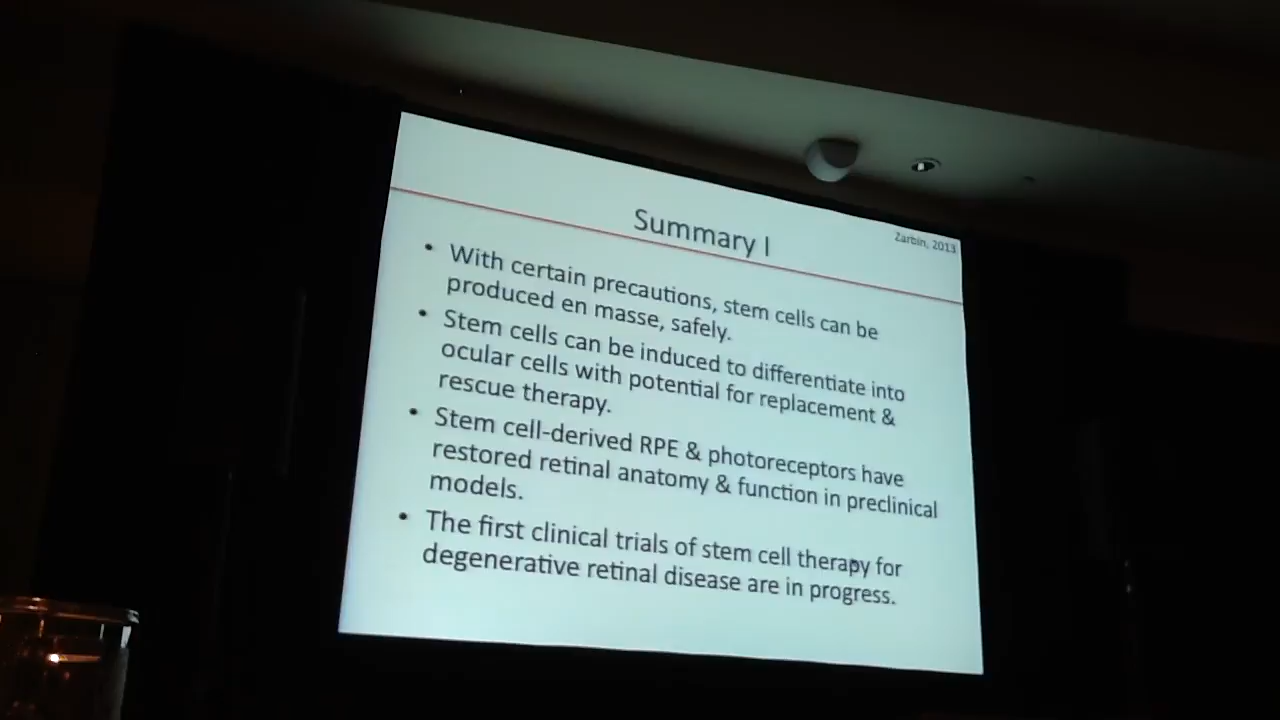 Summary I
Zarbin, 2013
• With certain precautions, stem cells can be
produced en masse, safely.
• Stem cells can be induced to differentiate into
ocular cells with potential for replacement &
rescue therapy.
• Stem cell-derived RPE & photoreceptors have
restored retinal anatomy & function in preclinical
models.
• The first clinical trials of stem cell therapy for
degenerative retinal disease are in progress.